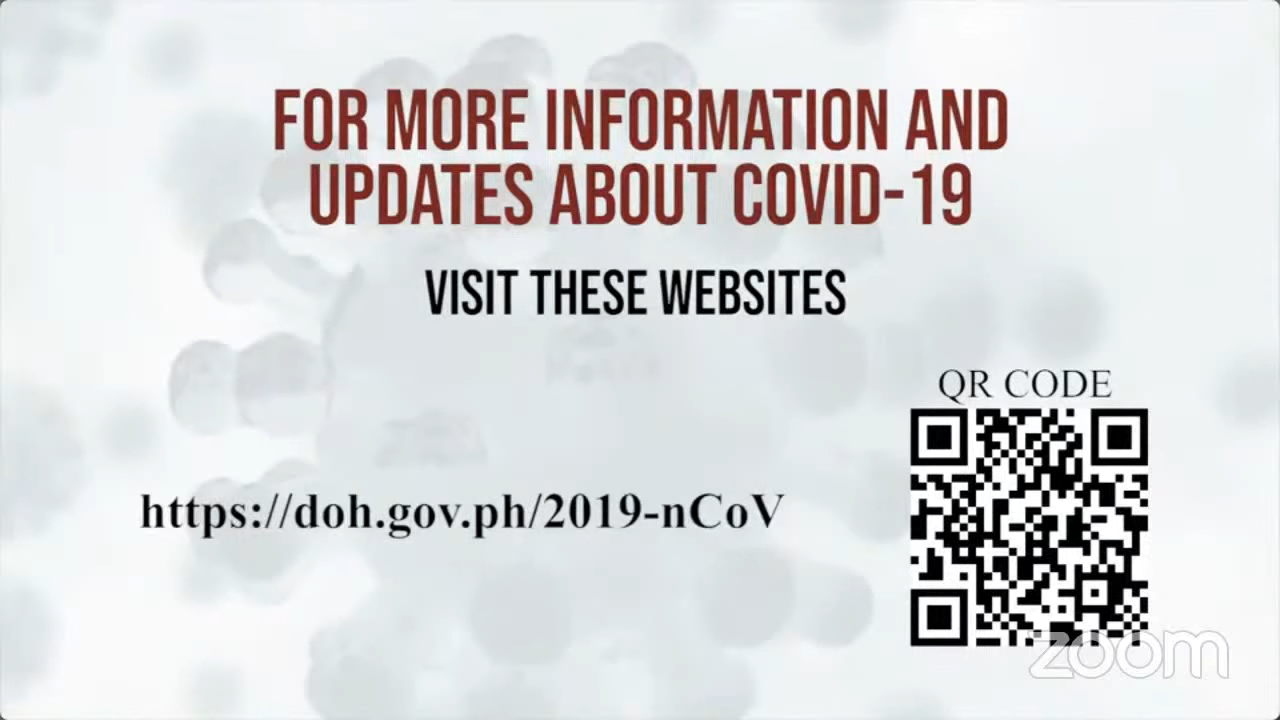 FOR MORE INFORMATION AND
UPDATES ABOUT COVID-19
VISIT THESE WEBSITES
QR CODE
https://doh.gov.ph/2019-nCoV
zoom